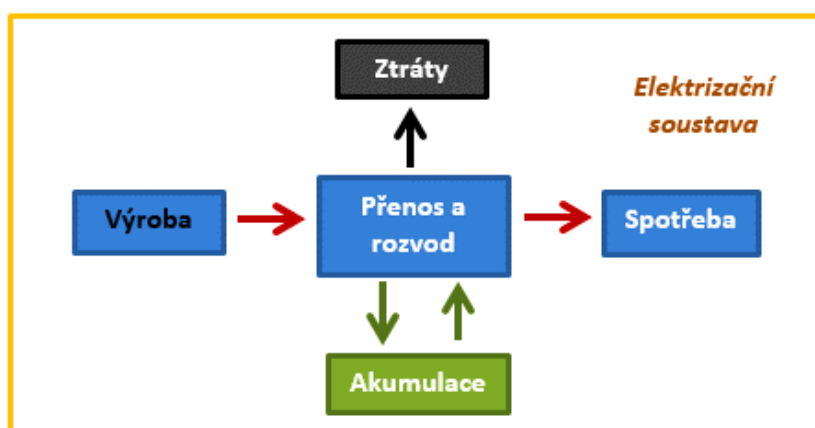 Ztráty
Elektrizační
soustava
Výroba
Přenos a
rozvod
Spotřeba
Akumulace